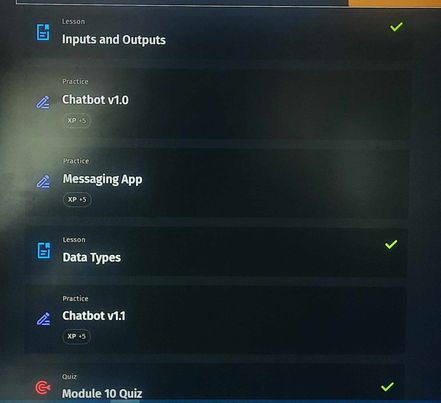 Lesson
Inputs and Outputs
Practice
Chatbot v1.0
XP +5
Practice
Messaging App
XP +5
Lesson
Data Types
Practice
Chatbot v1.1
XP +5
Quiz
Module 10 Quiz